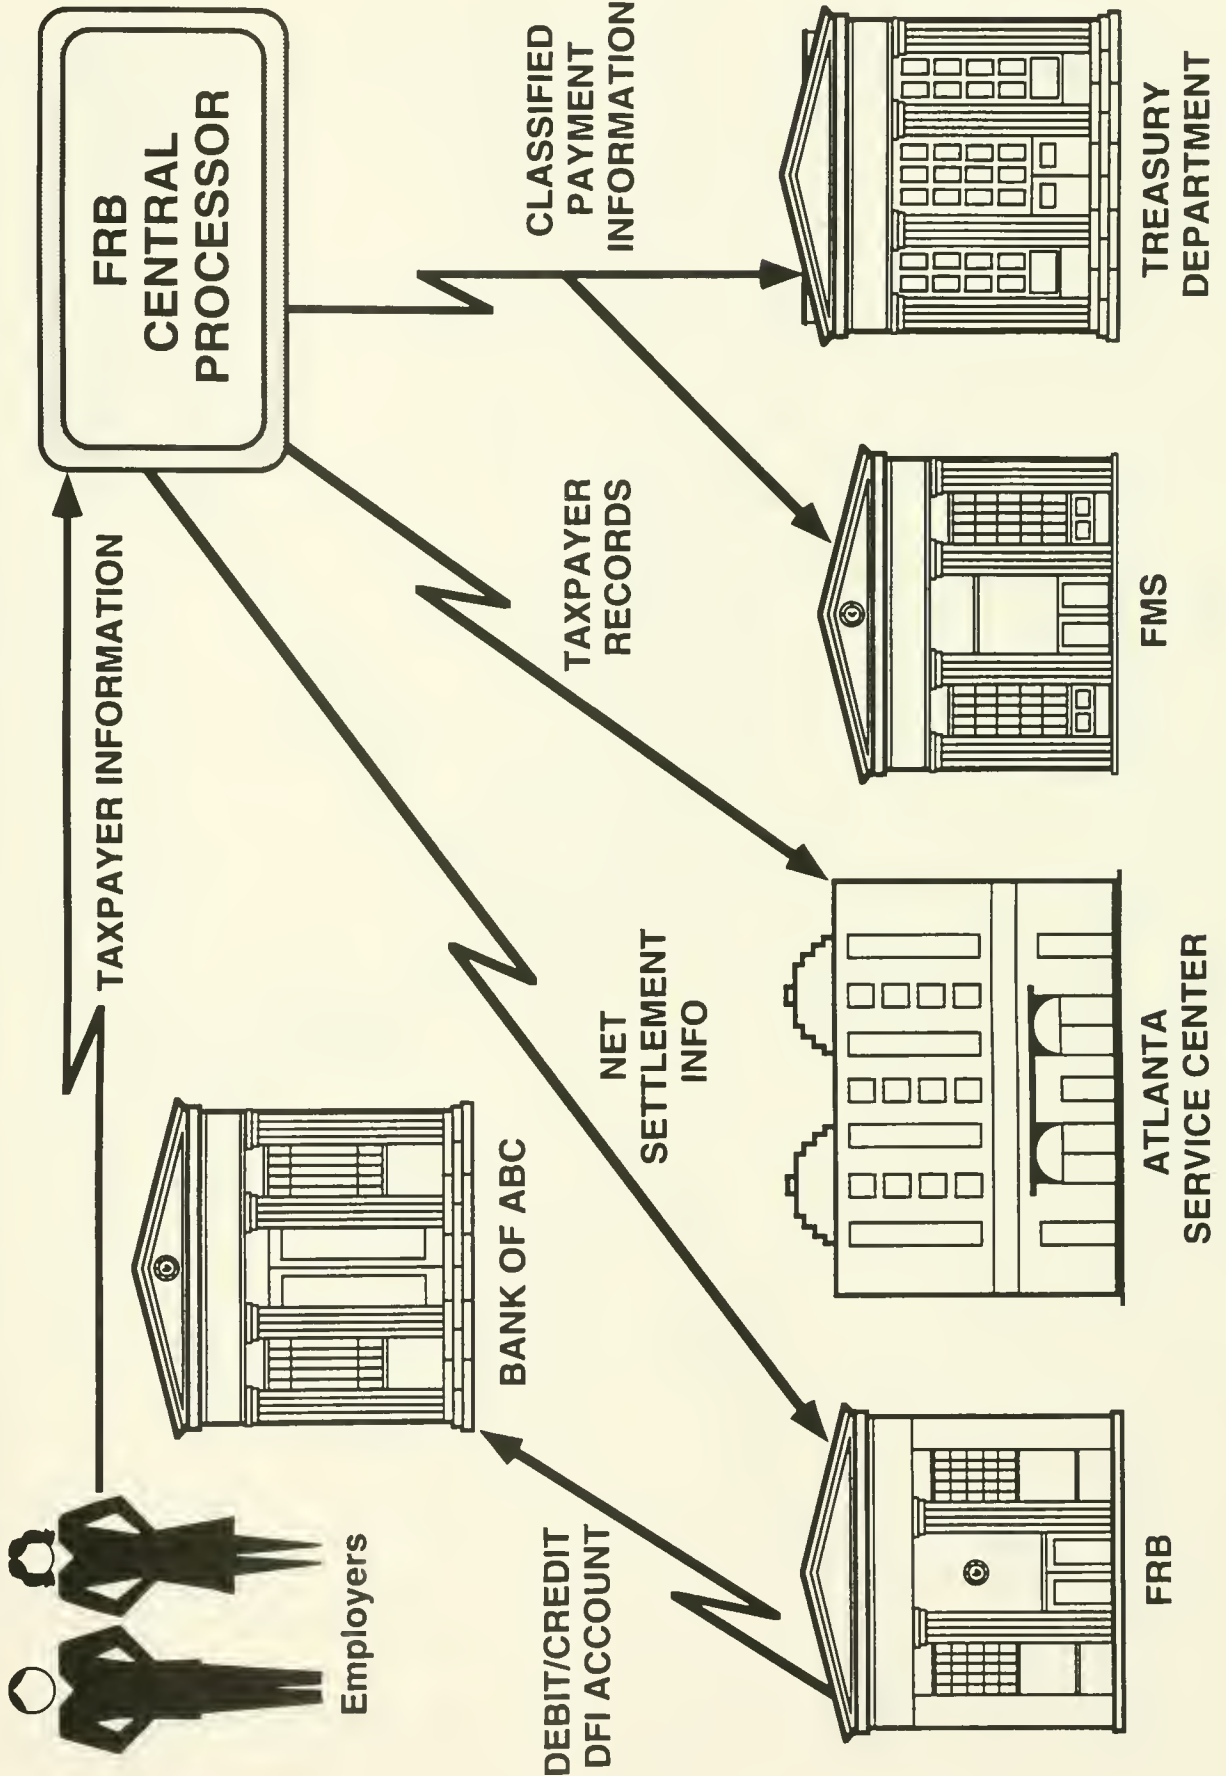 Employers
TAXPAYER INFORMATION
FRB
CENTRAL
PROCESSOR
BANK OF ABC
DEBIT/CREDIT
DFI ACCOUNT
NET
SETTLEMENT
INFO
TAXPAYER
RECORDS
CLASSIFIED
PAYMENT
INFORMATION
FRB
ATLANTA
SERVICE CENTER
FMS
TREASURY
DEPARTMENT